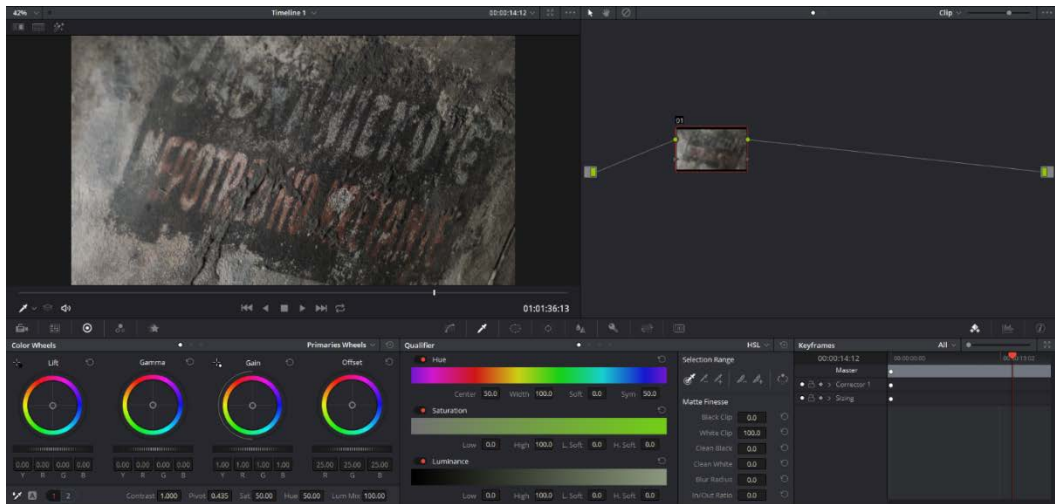 42% Timeline 1 00:00:14:12 Clip
01
01:01:36:13
Color Wheels Primaries Wheels Qualifier HSL Keyframes All
Lift Gamma Gain Offset Hue Selection Range 00:00:14:12 00:00:00:00
Master
Corrector 1
Center 50.0 Width 100.0 Soft 0.0 Sym 50.0 Sizing
Saturation Matte Finesse
Black Clip 0.0
Low 0.0 High 100.0 L. Soft 0.0 H. Soft 0.0 White Clip 100.0
Luminance Clean Black 0.0
0.00 0.00 0.00 0.00 0.00 0.00 0.00 0.00 1.00 1.00 1.00 1.00 25.00 25.00 25.00 Clean White 0.0
Y R G B Y R G B Y R G B R G B Blur Radius 0.0
A 1 2 Contrast 1.000 Pivot 0.435 Sat 50.00 Hue 50.00 Lum Mix 100.00 Low 0.0 High 100.0 L. Soft 0.0 H. Soft 0.0 In/Out Ratio 0.0